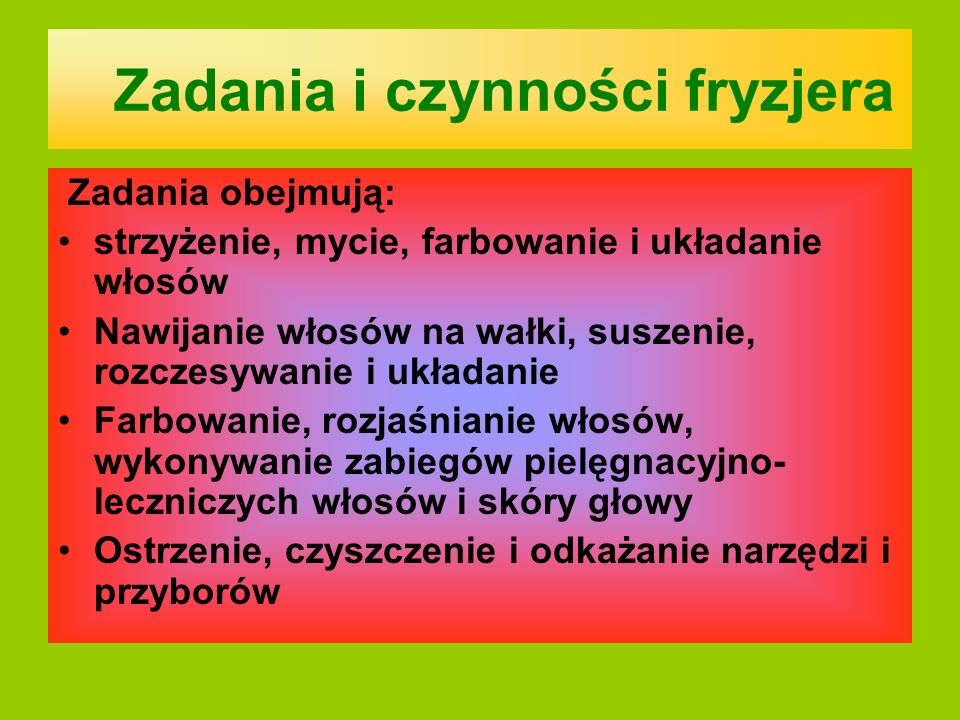 Zadania i czynności fryzjera
Zadania obejmują:
• strzyżenie, mycie, farbowanie i układanie
włosów
• Nawijanie włosów na wałki, suszenie,
rozczesywanie i układanie
• Farbowanie, rozjaśnianie włosów,
wykonywanie zabiegów pielęgnacyjno-
leczniczych włosów i skóry głowy
• Ostrzenie, czyszczenie i odkażanie narzędzi i
przyborów